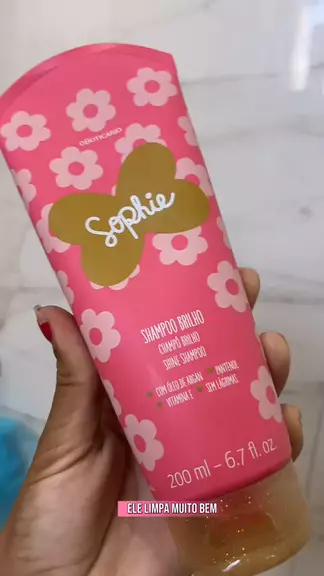 OBOTICÁRIO
Sophie
SHAMPOO BRILHO
CHAMPÚ BRILLO
SHINE SHAMPOO
COM ÓLEO DE ARGAN PANTENOL
VITAMINA E SEM LÁGRIMAS
200 ml - 6.7 fl. oz
ELE LIMPA MUITO BEM